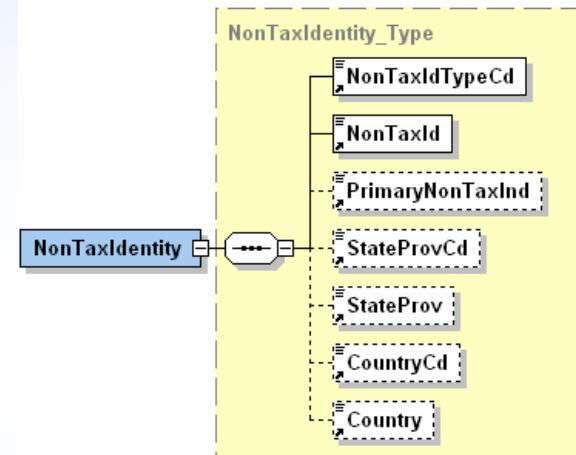 NonTaxIdentity_Type
NonTaxIdTypeCd
NonTaxId
PrimaryNonTaxInd
NonTaxIdentity
StateProvCd
StateProv
CountryCd
Country